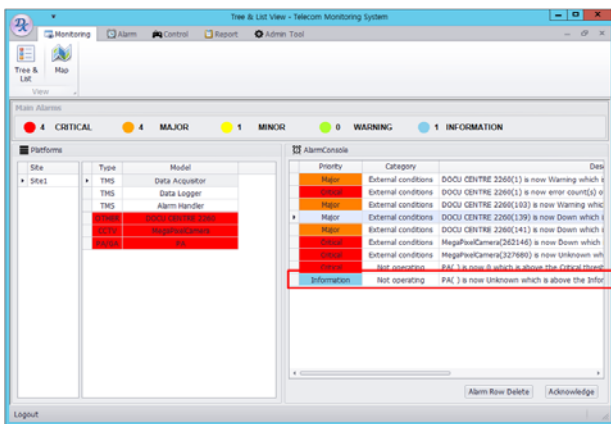 Tree & List View - Telecom Monitoring System
Monitoring Alarm Control Report Admin Tool
Tree & List
Map
View
Main Alarms
4 CRITICAL 4 MAJOR 1 MINOR 0 WARNING 1 INFORMATION
Platforms
Site
Site1
Type Model
TMS Data Acquisitor
TMS Data Logger
TMS Alarm Handler
OTHER DOCU CENTRE 2260
CCTV MegaPixelCamera
PA/GA PA
AlarmConsole
Priority Category Des
Major External conditions DOCU CENTRE 2260(1) is now Warning which i
Critical External conditions DOCU CENTRE 2260(1) is now error count(s) o
Major External conditions DOCU CENTRE 2260(103) is now Warning whic
Major External conditions DOCU CENTRE 2260(139) is now Down which i
Major External conditions DOCU CENTRE 2260(141) is now Down which i
Critical External conditions MegaPixelCamera(262146) is now Down which
Critical External conditions MegaPixelCamera(327680) is now Unknown wh
Critical Not operating PA( ) is now 0 which is above the Critical thresh
Information Not operating PA( ) is now Unknown which is above the Infor
Alarm Row Delete Acknowledge
Logout